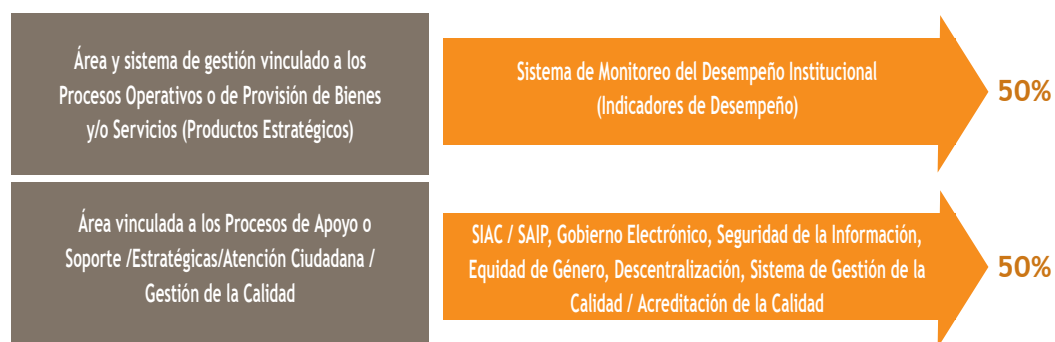 Área y sistema de gestión vinculado a los
Procesos Operativos o de Provisión de Bienes
y/o Servicios (Productos Estratégicos)
Sistema de Monitoreo del Desempeño Institucional
(Indicadores de Desempeño)
50%
Área vinculada a los Procesos de Apoyo o
Soporte /Estratégicas/Atención Ciudadana /
Gestión de la Calidad
SIAC / SAIP, Gobierno Electrónico, Seguridad de la Información,
Equidad de Género, Descentralización, Sistema de Gestión de la
Calidad / Acreditación de la Calidad
50%